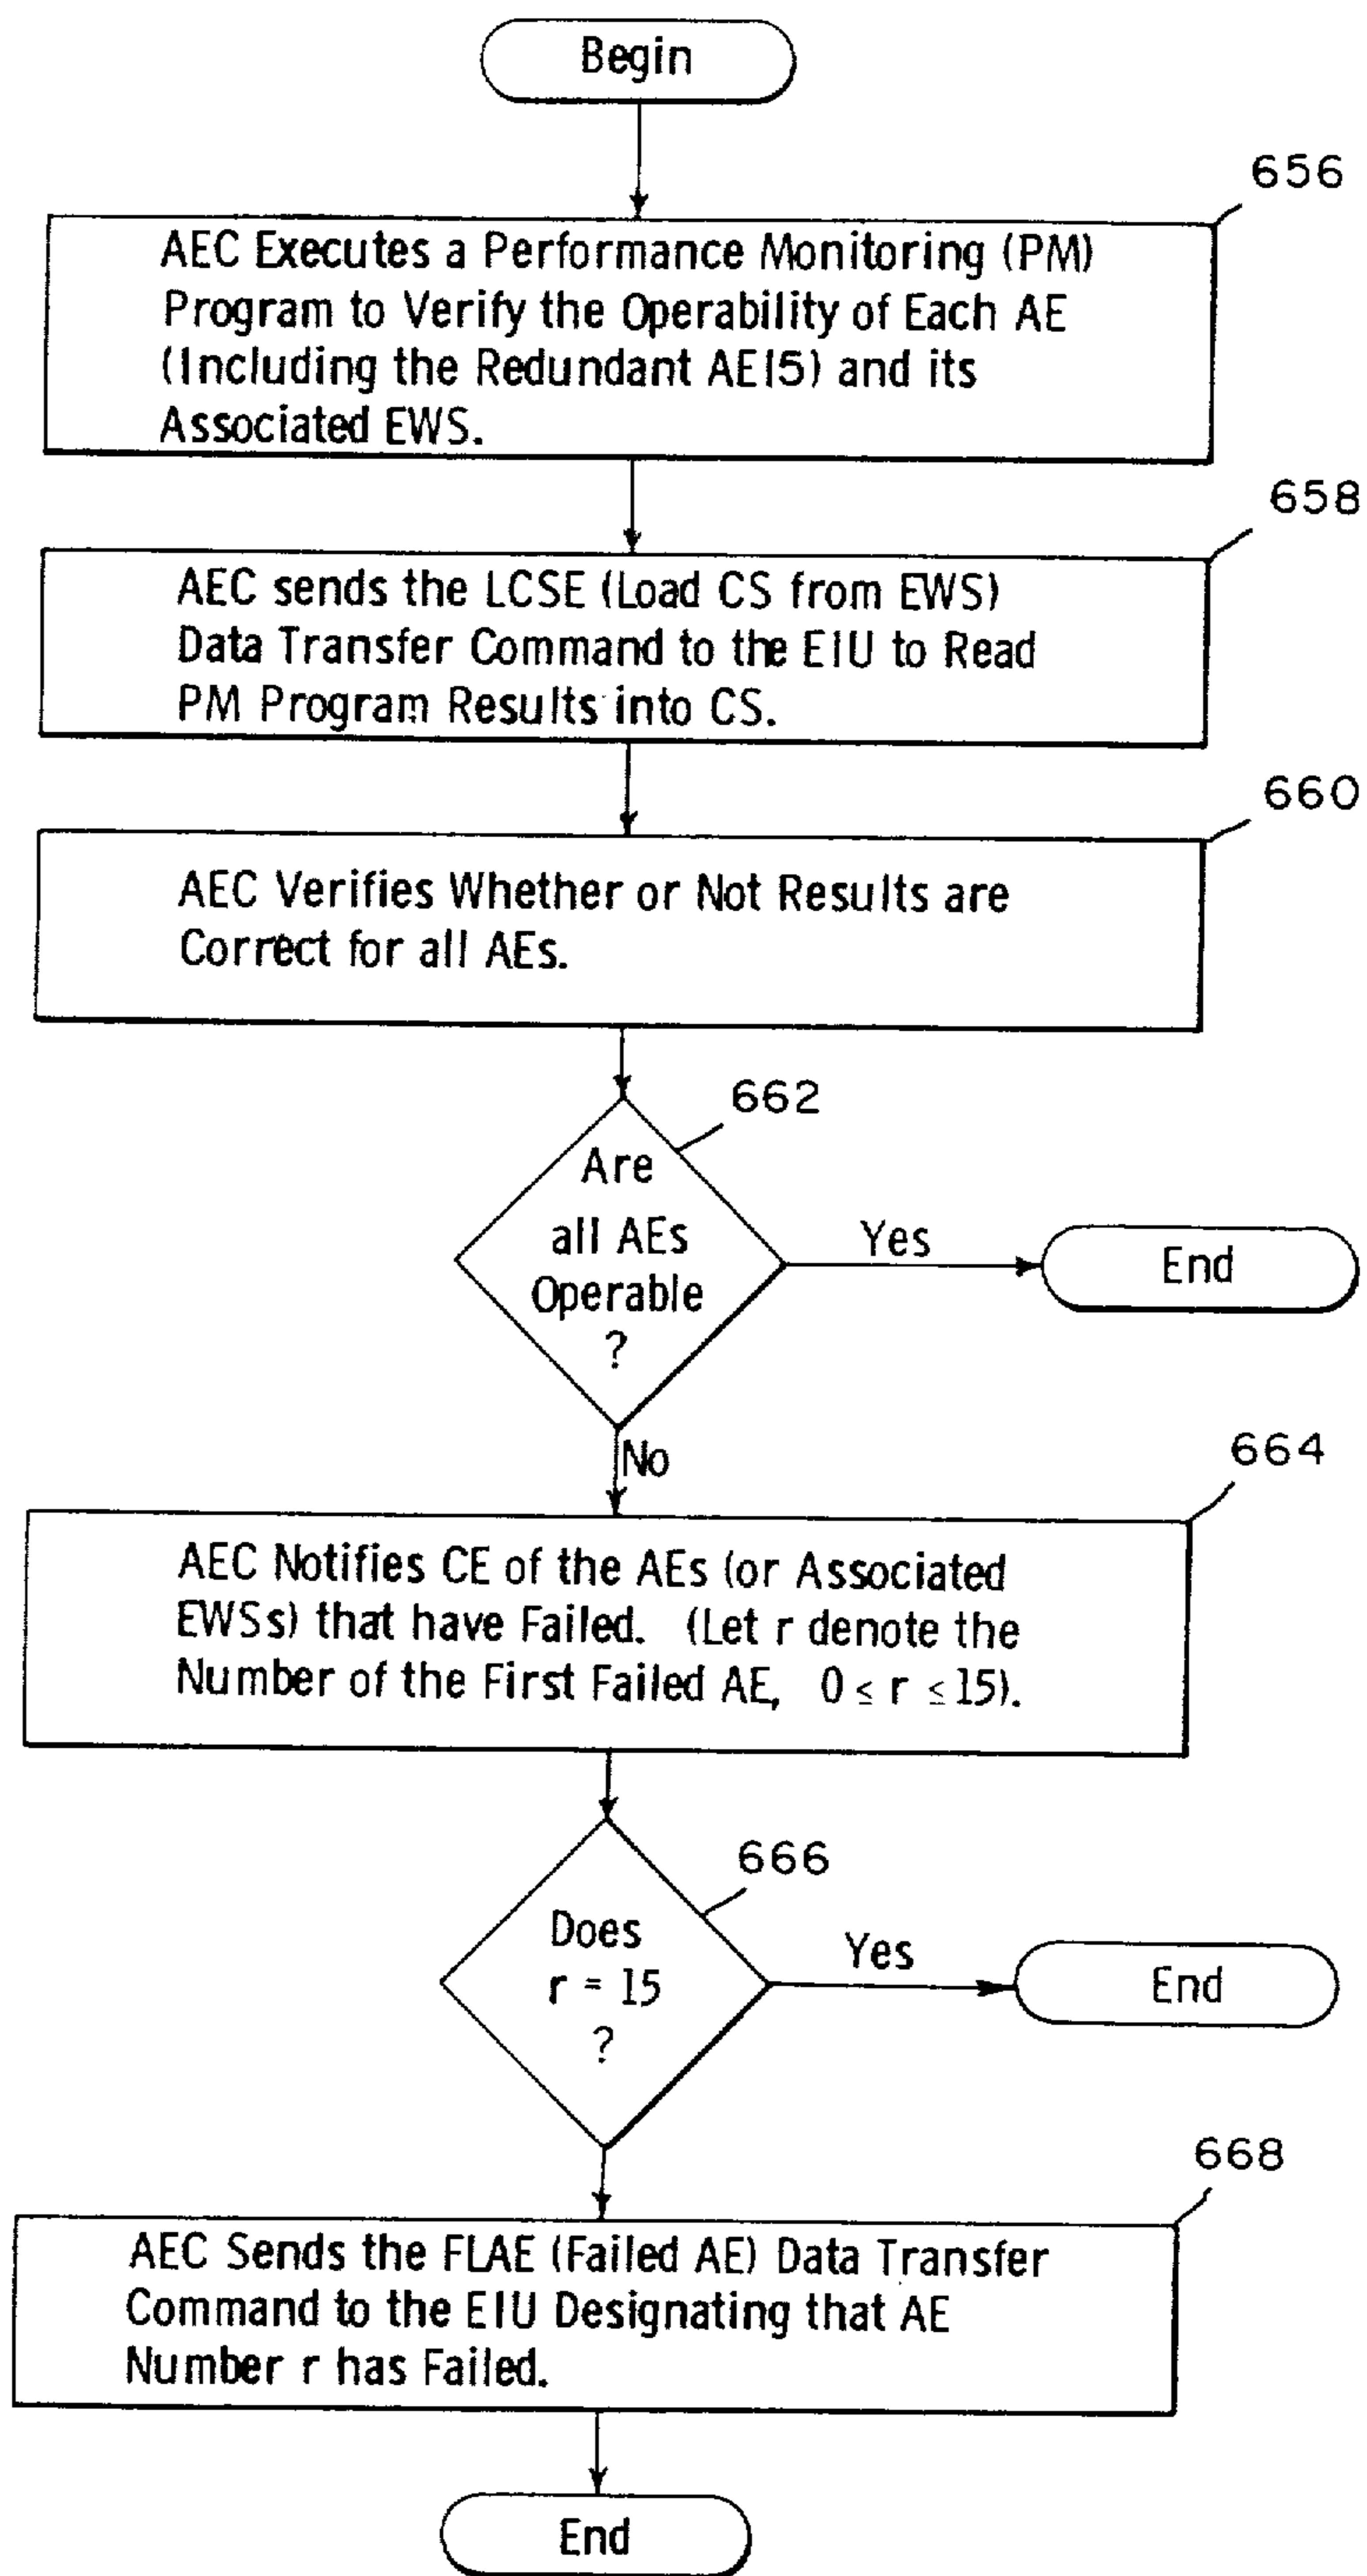 Begin
656
AEC Executes a Performance Monitoring (PM)
Program to Verify the Operability of Each AE
(Including the Redundant AE15) and its
Associated EWS.
658
AEC sends the LCSE (Load CS from EWS)
Data Transfer Command to the EIU to Read
PM Program Results into CS.
660
AEC Verifies Whether or Not Results are
Correct for all AEs.
662
Are
all AEs
Operable
?
Yes
End
No
664
AEC Notifies CE of the AEs (or Associated
EWSs) that have Failed. (Let r denote the
Number of the First Failed AE, 0 ≤ r ≤ 15).
666
Does
r = 15
?
Yes
End
668
AEC Sends the FLAE (Failed AE) Data Transfer
Command to the EIU Designating that AE
Number r has Failed.
End